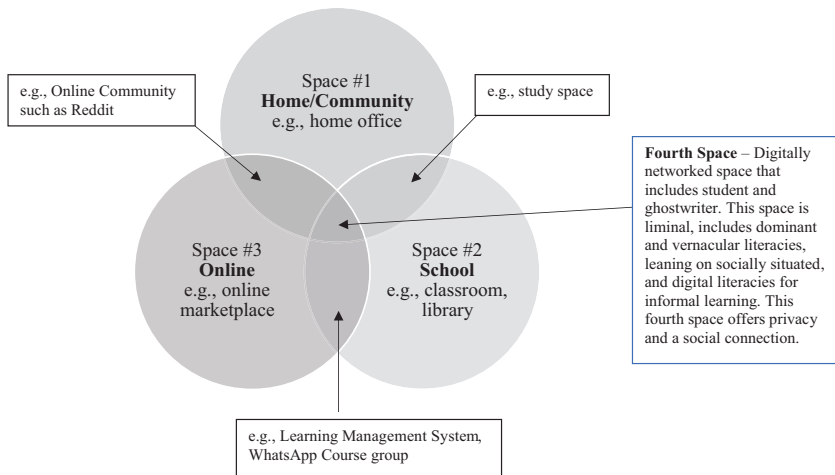 Space #1
Home/Community
e.g., home office
e.g., Online Community
such as Reddit
e.g., study space
Fourth Space – Digitally
networked space that
includes student and
ghostwriter. This space is
liminal, includes dominant
and vernacular literacies,
leaning on socially situated,
and digital literacies for
informal learning. This
fourth space offers privacy
and a social connection.
Space #3
Online
e.g., online
marketplace
Space #2
School
e.g., classroom,
library
e.g., Learning Management System,
WhatsApp Course group